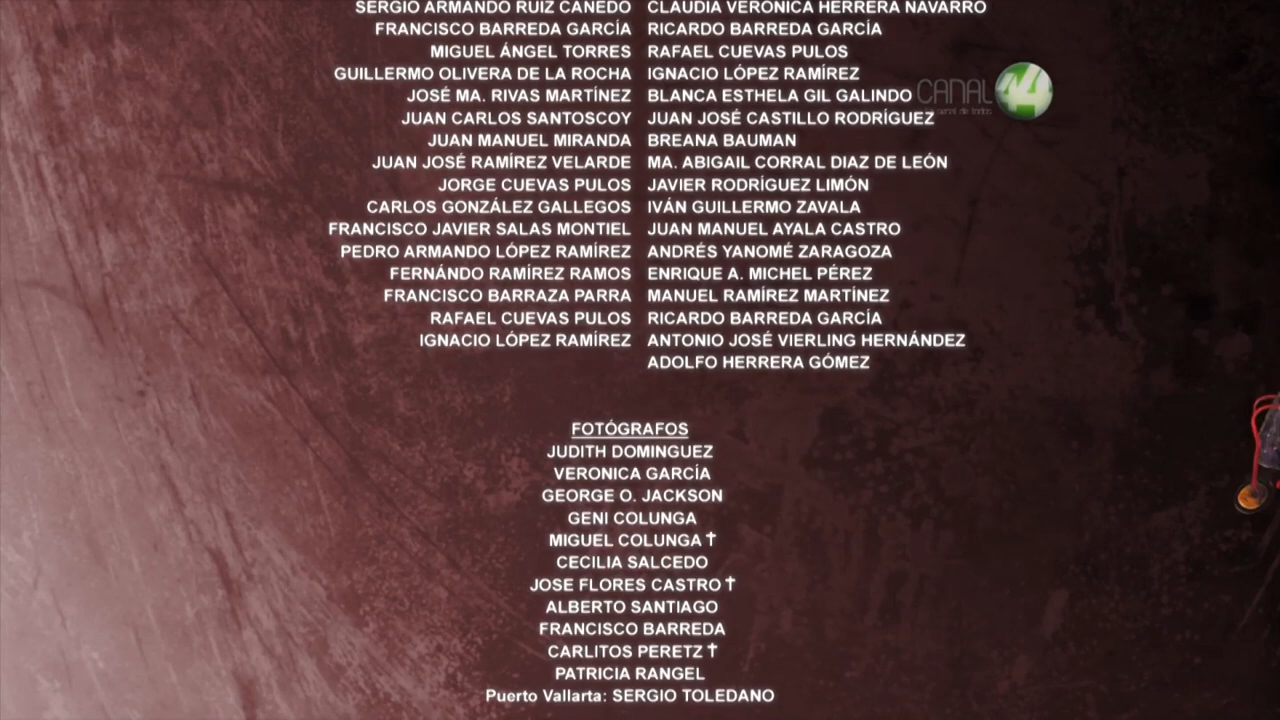 SERGIO ARMANDO RUIZ CANEDO CLAUDIA VERÓNICA HERRERA NAVARRO
FRANCISCO BARREDA GARCÍA RICARDO BARREDA GARCÍA
MIGUEL ÁNGEL TORRES RAFAEL CUEVAS PULOS
GUILLERMO OLIVERA DE LA ROCHA IGNACIO LÓPEZ RAMÍREZ
JOSÉ MA. RIVAS MARTÍNEZ BLANCA ESTHELA GIL GALINDO
CANAL 44
JUAN CARLOS SANTOSCOY JUAN JOSÉ CASTILLO RODRÍGUEZ
JUAN MANUEL MIRANDA BREANA BAUMAN
JUAN JOSÉ RAMÍREZ VELARDE MA. ABIGAIL CORRAL DIAZ DE LEÓN
JORGE CUEVAS PULOS JAVIER RODRÍGUEZ LIMÓN
CARLOS GONZÁLEZ GALLEGOS IVÁN GUILLERMO ZAVALA
FRANCISCO JAVIER SALAS MONTIEL JUAN MANUEL AYALA CASTRO
PEDRO ARMANDO LÓPEZ RAMÍREZ ANDRÉS YANOMÉ ZARAGOZA
FERNÁNDO RAMÍREZ RAMOS ENRIQUE A. MICHEL PÉREZ
FRANCISCO BARRAZA PARRA MANUEL RAMÍREZ MARTÍNEZ
RAFAEL CUEVAS PULOS RICARDO BARREDA GARCÍA
IGNACIO LÓPEZ RAMÍREZ ANTONIO JOSÉ VIERLING HERNÁNDEZ
ADOLFO HERRERA GÓMEZ
FOTÓGRAFOS
JUDITH DOMINGUEZ
VERONICA GARCÍA
GEORGE O. JACKSON
GENI COLUNGA
MIGUEL COLUNGA †
CECILIA SALCEDO
JOSE FLORES CASTRO †
ALBERTO SANTIAGO
FRANCISCO BARREDA
CARLITOS PERETZ †
PATRICIA RANGEL
Puerto Vallarta: SERGIO TOLEDANO